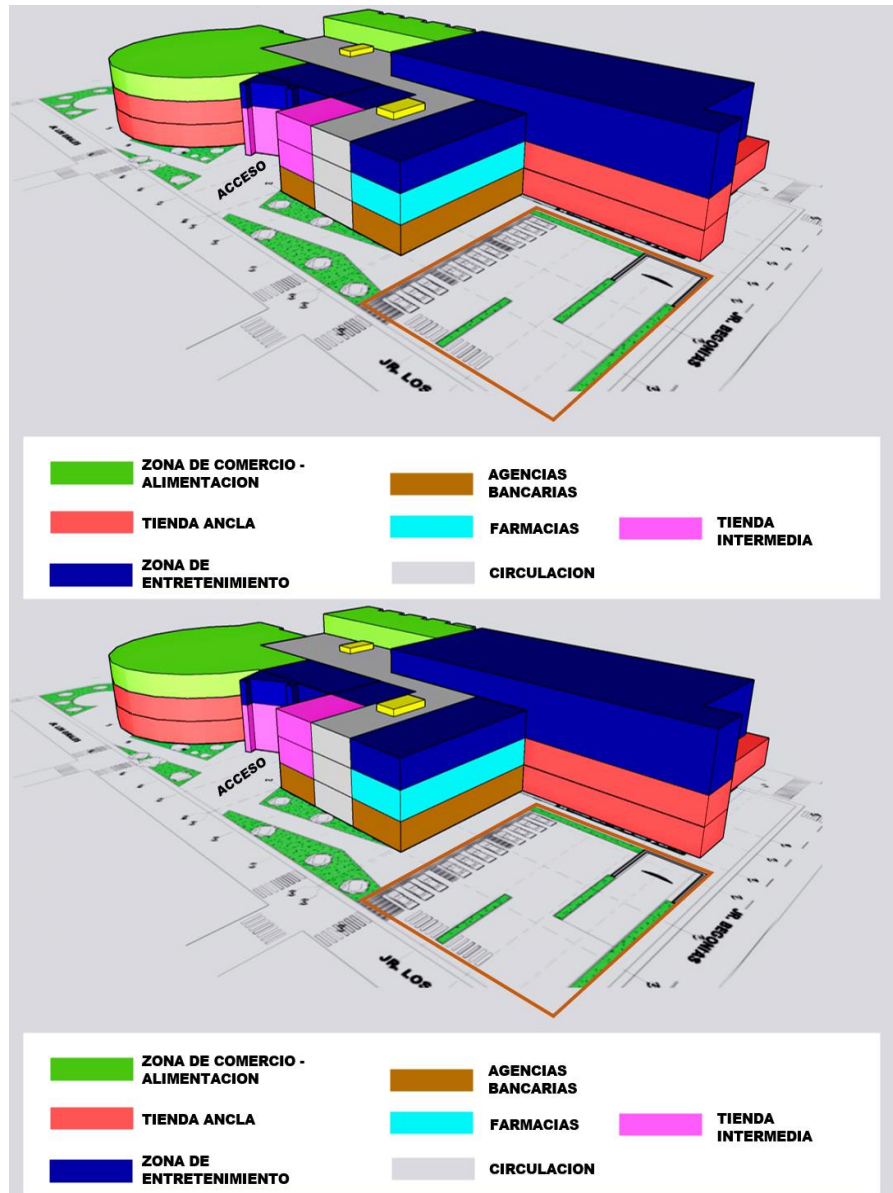 ACCESO
JR. BEGONIAS
JR. LOS
ZONA DE COMERCIO -
ALIMENTACION
AGENCIAS
BANCARIAS
TIENDA ANCLA
FARMACIAS
TIENDA
INTERMEDIA
ZONA DE
ENTRETENIMIENTO
CIRCULACION
ACCESO
JR. BEGONIAS
JR. LOS
ZONA DE COMERCIO -
ALIMENTACION
AGENCIAS
BANCARIAS
TIENDA ANCLA
FARMACIAS
TIENDA
INTERMEDIA
ZONA DE
ENTRETENIMIENTO
CIRCULACION